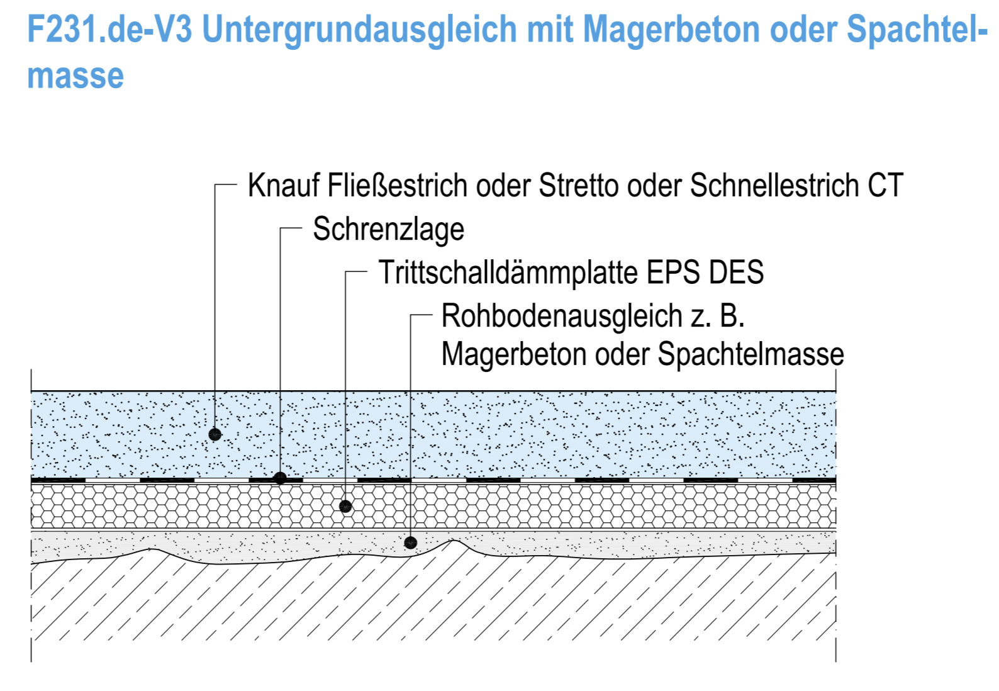 F231.de-V3 Untergrundausgleich mit Magerbeton oder Spachtel-
masse
Knauf Fließestrich oder Stretto oder Schnellestrich CT
Schrenzlage
Trittschalldämmplatte EPS DES
Rohbodenausgleich z. B.
Magerbeton oder Spachtelmasse